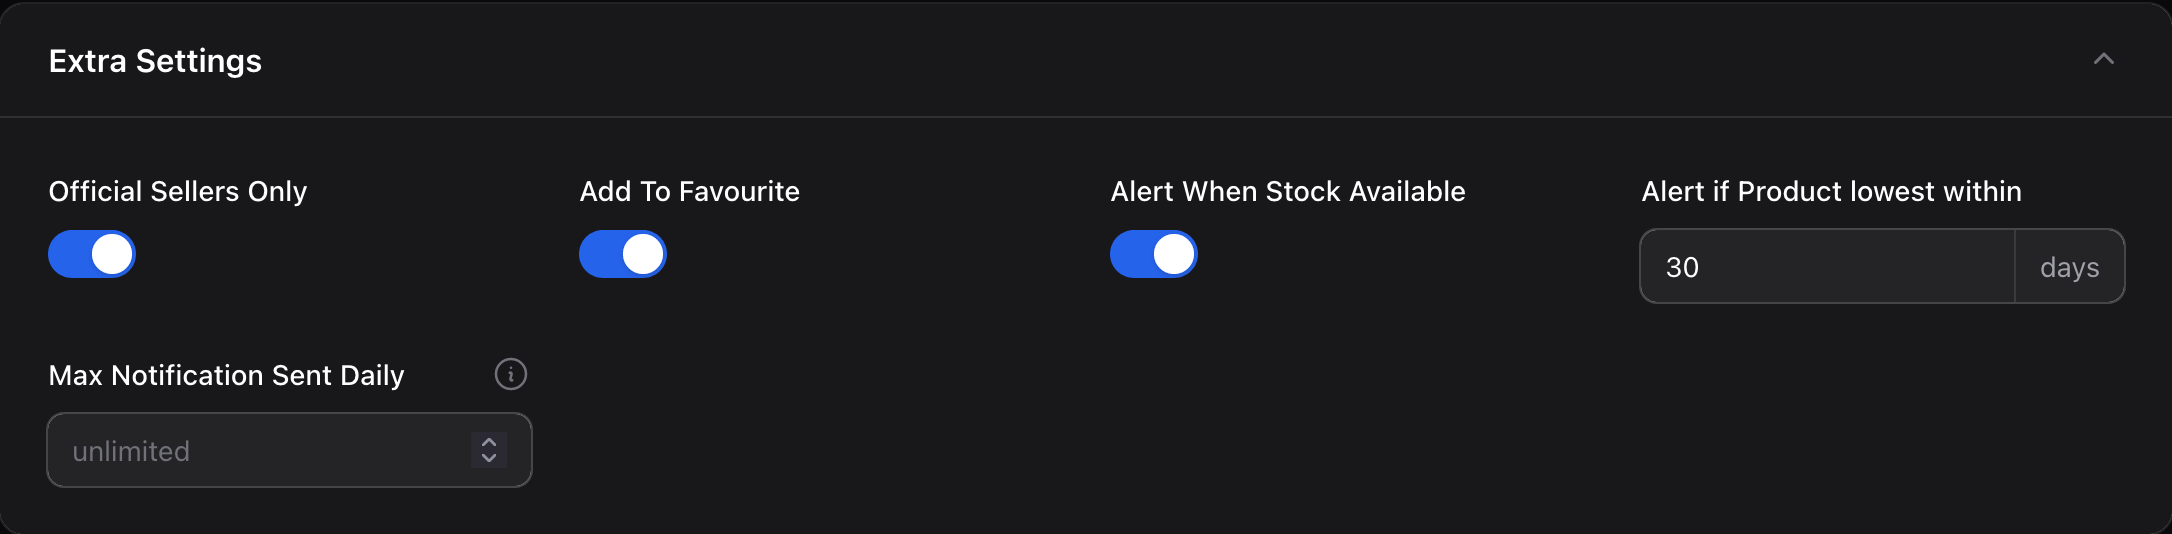 Extra Settings
Official Sellers Only
Add To Favourite
Alert When Stock Available
Alert if Product lowest within
30
days
Max Notification Sent Daily
unlimited